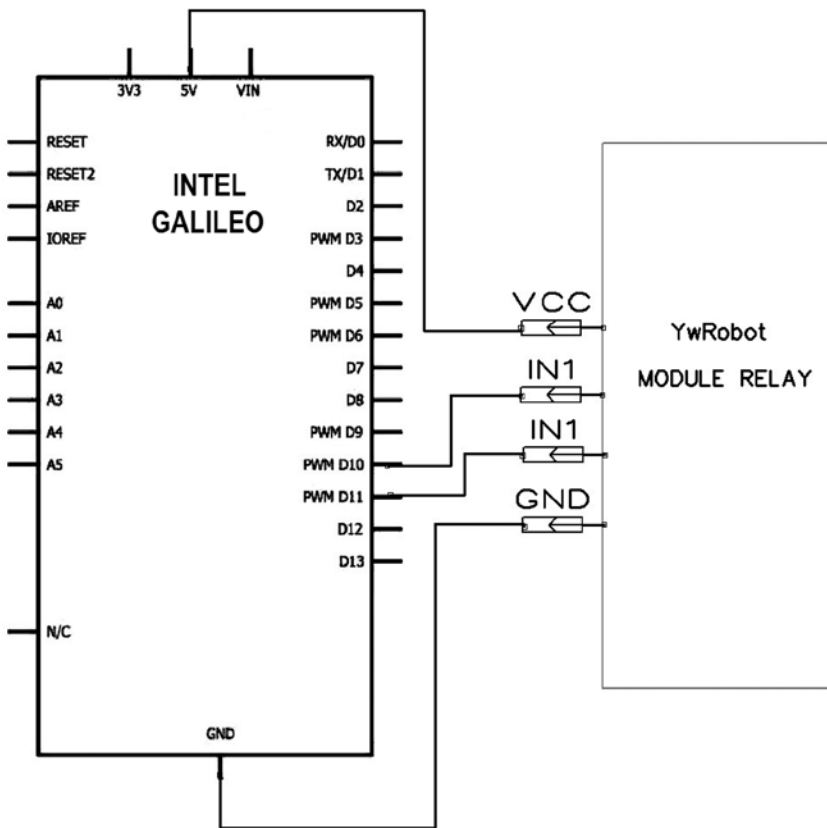 3V3
5V
VIN
RESET
RESET2
AREF
IOREF
A0
A1
A2
A3
A4
A5
N/C
INTEL
GALILEO
RX/D0
TX/D1
D2
PWM D3
D4
PWM D5
PWM D6
D7
D8
PWM D9
PWM D10
PWM D11
D12
D13
GND
VCC
IN1
IN1
GND
YwRobot
MODULE RELAY